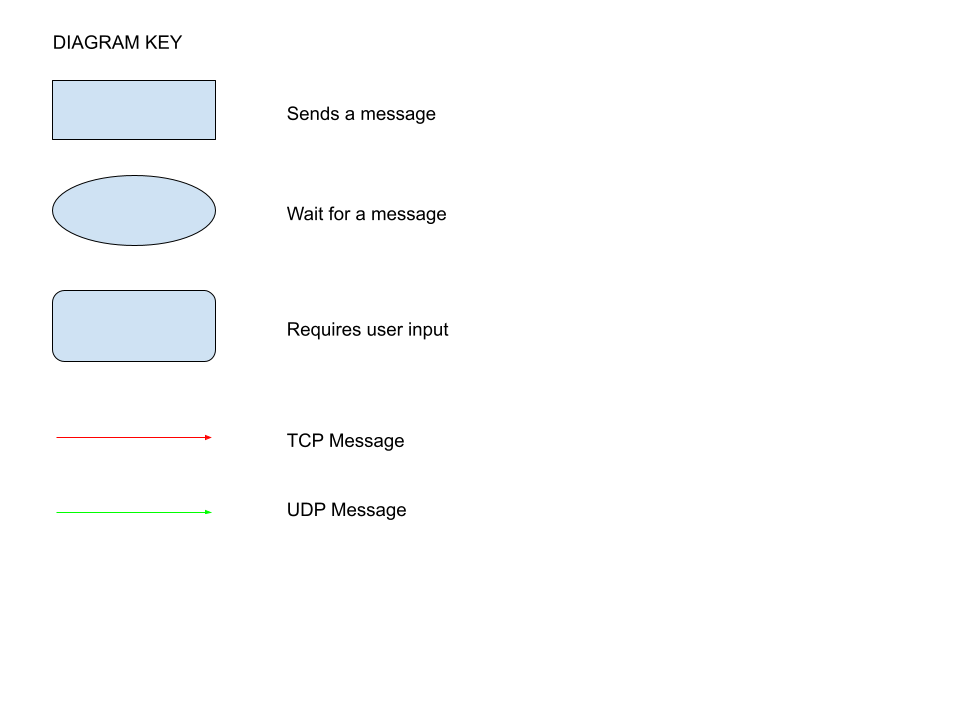 DIAGRAM KEY
Sends a message
Wait for a message
Requires user input
TCP Message
UDP Message